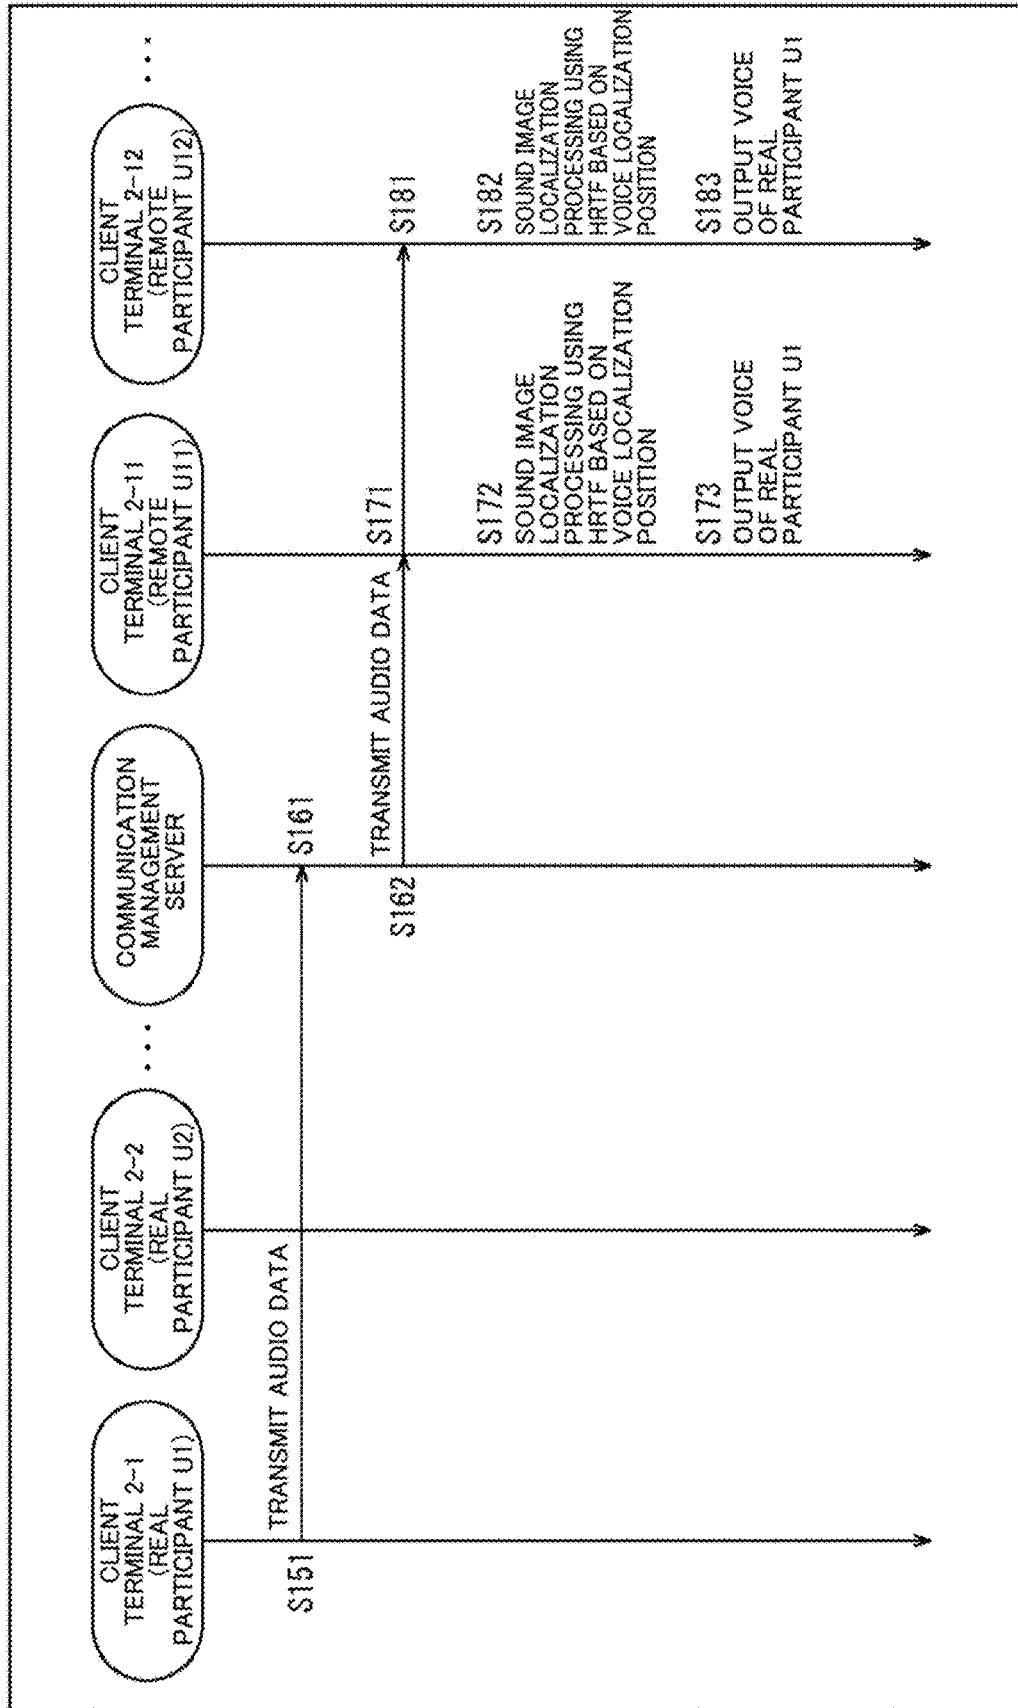 CLIENT
TERMINAL 2-1
(REAL
PARTICIPANT U1)
CLIENT
TERMINAL 2-2
(REAL
PARTICIPANT U2)
...
COMMUNICATION
MANAGEMENT
SERVER
CLIENT
TERMINAL 2-11
(REMOTE
PARTICIPANT U11)
CLIENT
TERMINAL 2-12
(REMOTE
PARTICIPANT U12)
...
S151
TRANSMIT AUDIO DATA
S161
S162
TRANSMIT AUDIO DATA
S171
S181
S172
SOUND IMAGE
LOCALIZATION
PROCESSING USING
HRTF BASED ON
VOICE LOCALIZATION
POSITION
S182
SOUND IMAGE
LOCALIZATION
PROCESSING USING
HRTF BASED ON
VOICE LOCALIZATION
POSITION
S173
OUTPUT VOICE
OF REAL
PARTICIPANT U1
S183
OUTPUT VOICE
OF REAL
PARTICIPANT U1